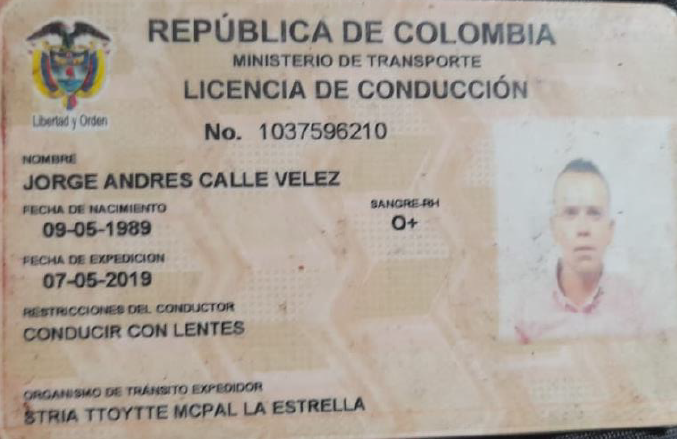 REPÚBLICA DE COLOMBIA
MINISTERIO DE TRANSPORTE
LICENCIA DE CONDUCCIÓN
Libertad y Orden
No. 1037596210
NOMBRE
JORGE ANDRES CALLE VELEZ
FECHA DE NACIMIENTO
SANGRE-RH
09-05-1989
O+
FECHA DE EXPEDICION
07-05-2019
RESTRICCIONES DEL CONDUCTOR
CONDUCIR CON LENTES
ORGANISMO DE TRÁNSITO EXPEDIDOR
STRIA TTOYTTE MCPAL LA ESTRELLA